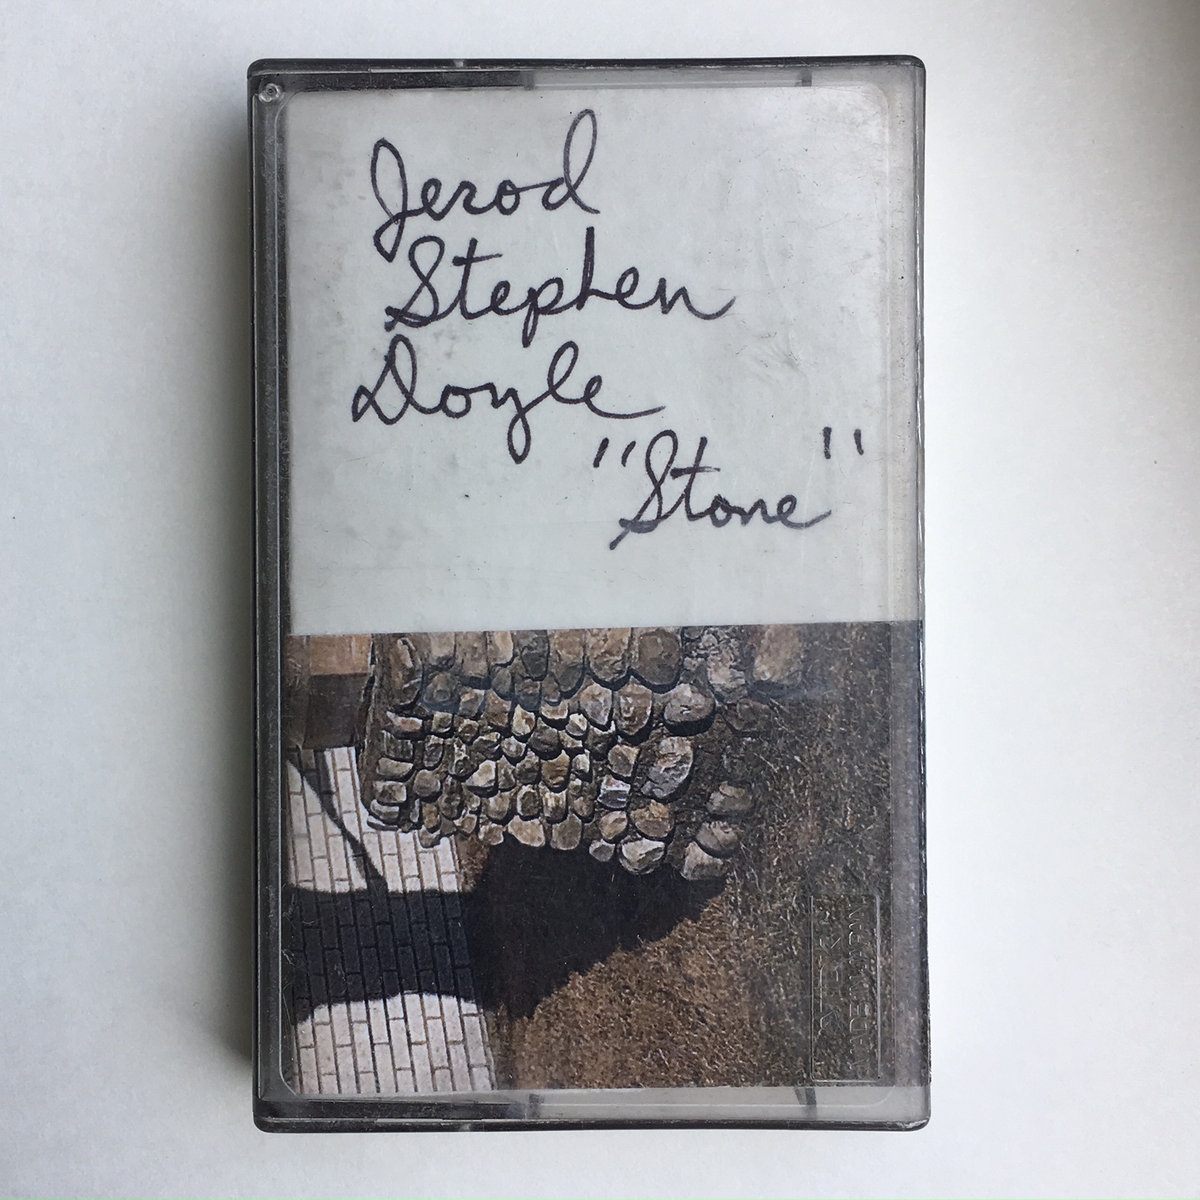 Jerod
Stephen
Doyle
"Stone"